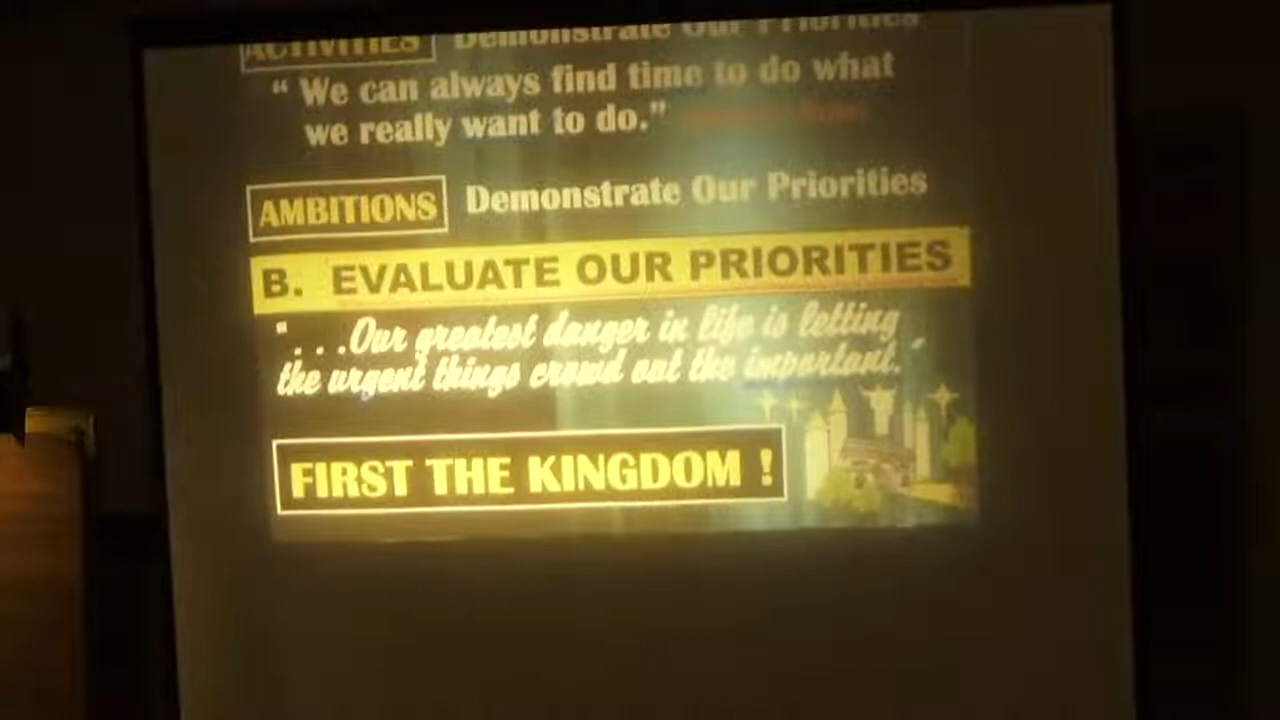 ACTIVITIES Demonstrate Our Priorities
“ We can always find time to do what
we really want to do.”
AMBITIONS Demonstrate Our Priorities
B. EVALUATE OUR PRIORITIES
“. . .Our greatest danger in life is letting
the urgent things crowd out the important.”
FIRST THE KINGDOM !